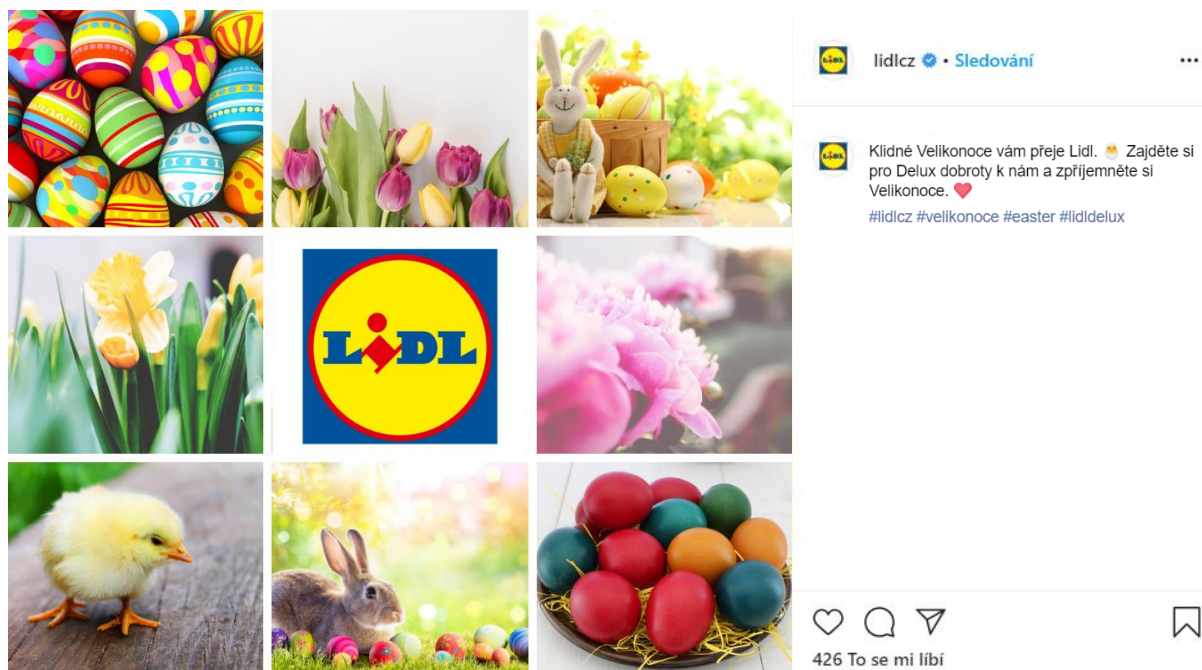 LIDL
lidlcz • Sledování
Klidné Velikonoce vám přeje Lidl. 🐣 Zajděte si
pro Delux dobroty k nám a zpříjemněte si
Velikonoce. ❤️
#lidlcz #velikonoce #easter #lidldelux
426 To se mi líbí